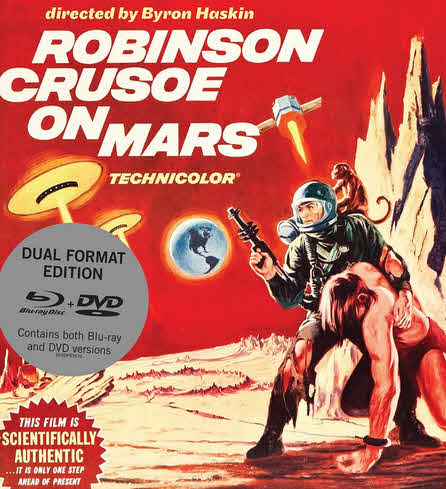 directed by Byron Haskin
ROBINSON
CRUSOE
ON
MARS
TECHNICOLOR®
DUAL FORMAT
EDITION
Blu-ray Disc + DVD
Contains both Blu-ray
and DVD versions
THIS FILM IS
SCIENTIFICALLY
AUTHENTIC
...IT IS ONLY ONE STEP
AHEAD OF PRESENT